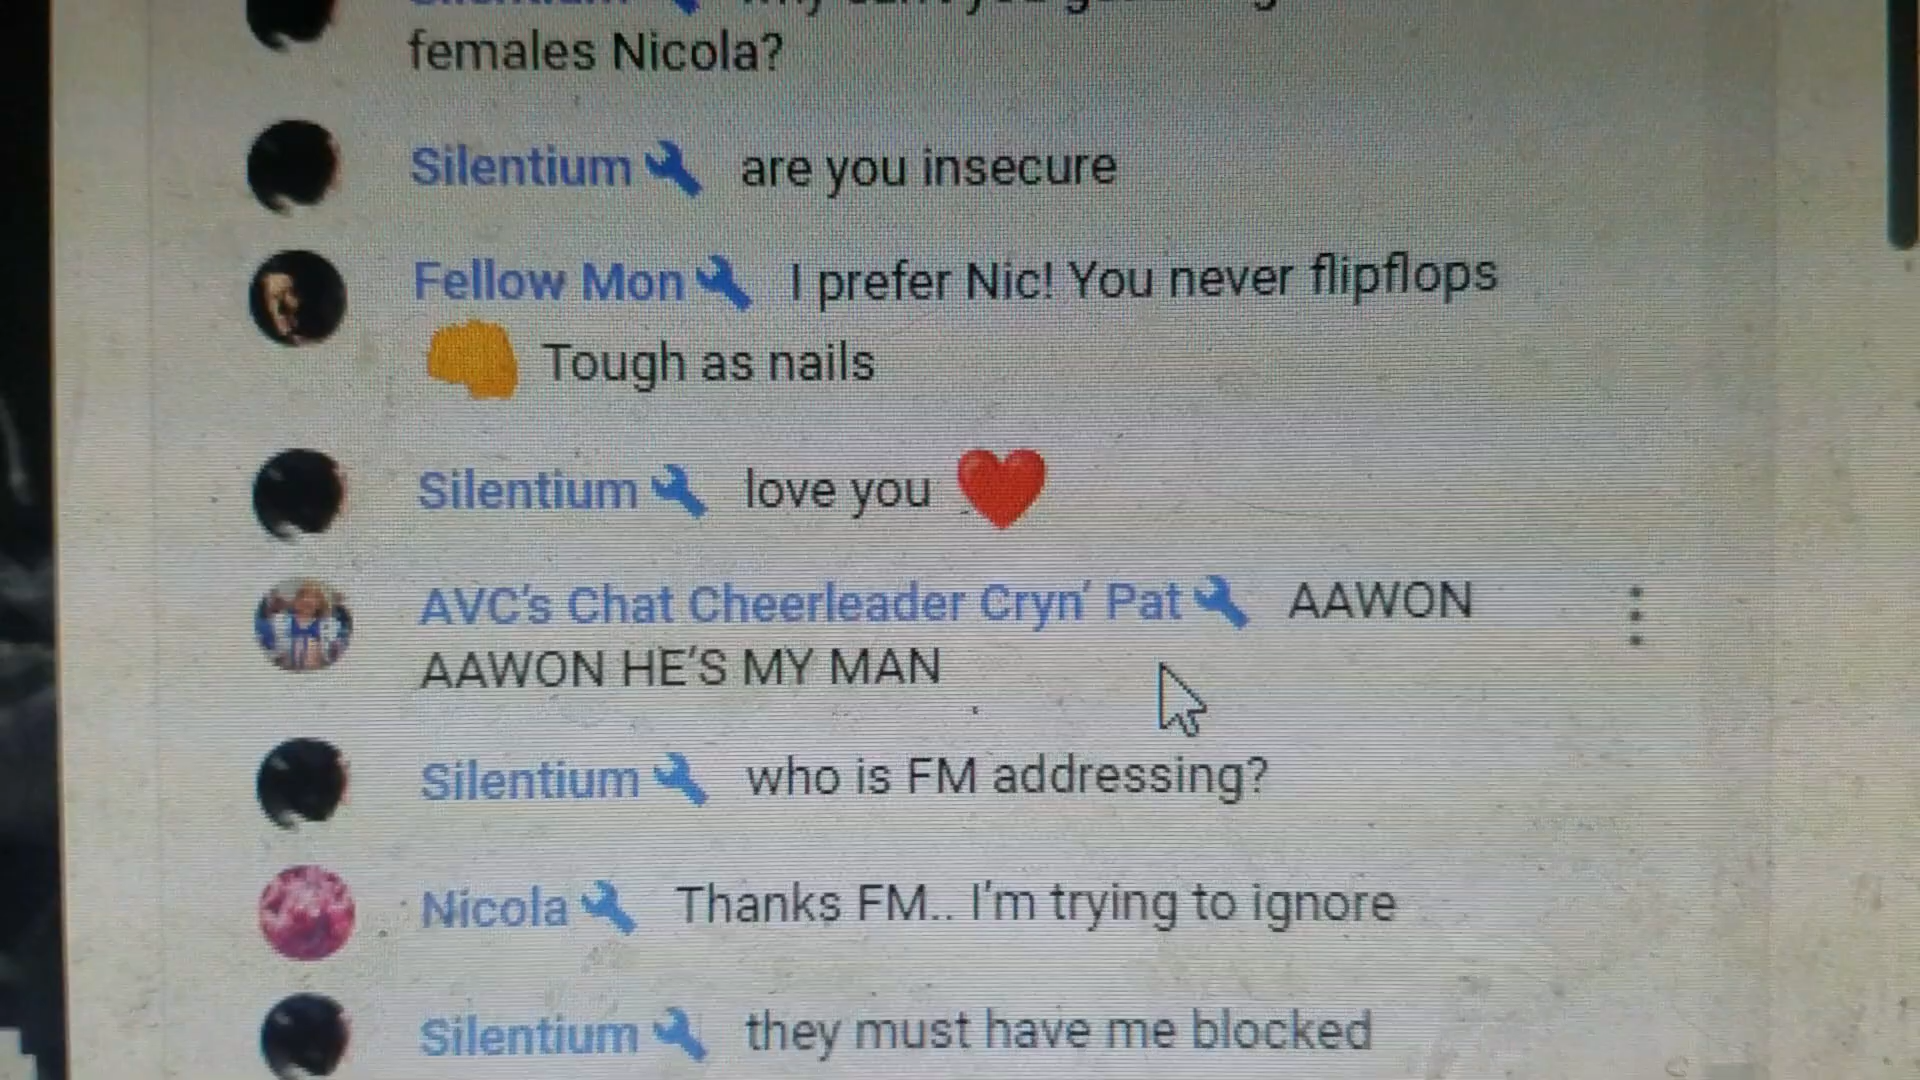 females Nicola?
Silentium are you insecure
Fellow Mon I prefer Nic! You never flipflops
Tough as nails
Silentium love you
AVC's Chat Cheerleader Cryn' Pat AAWON
AAWON HE'S MY MAN
Silentium who is FM addressing?
Nicola Thanks FM.. I'm trying to ignore
Silentium they must have me blocked